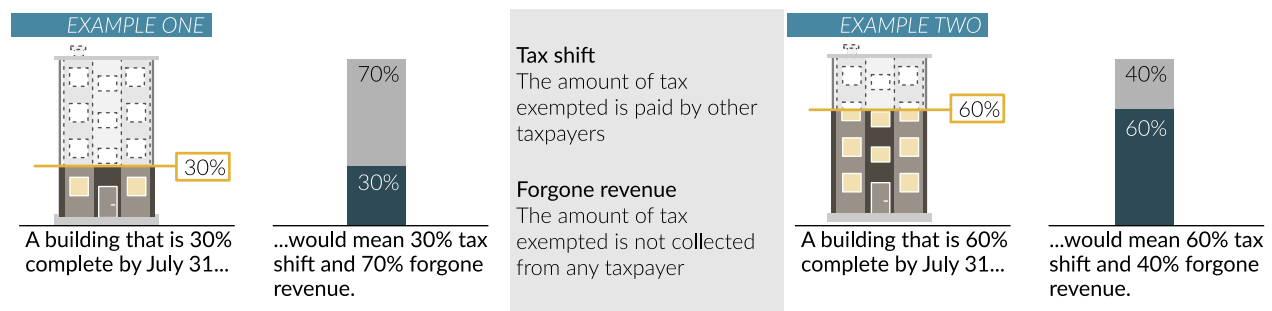 EXAMPLE ONE
30%
A building that is 30%
complete by July 31...
70%
30%
...would mean 30% tax
shift and 70% forgone
revenue.
Tax shift
The amount of tax
exempted is paid by other
taxpayers
Forgone revenue
The amount of tax
exempted is not collected
from any taxpayer
EXAMPLE TWO
60%
A building that is 60%
complete by July 31...
40%
60%
...would mean 60% tax
shift and 40% forgone
revenue.